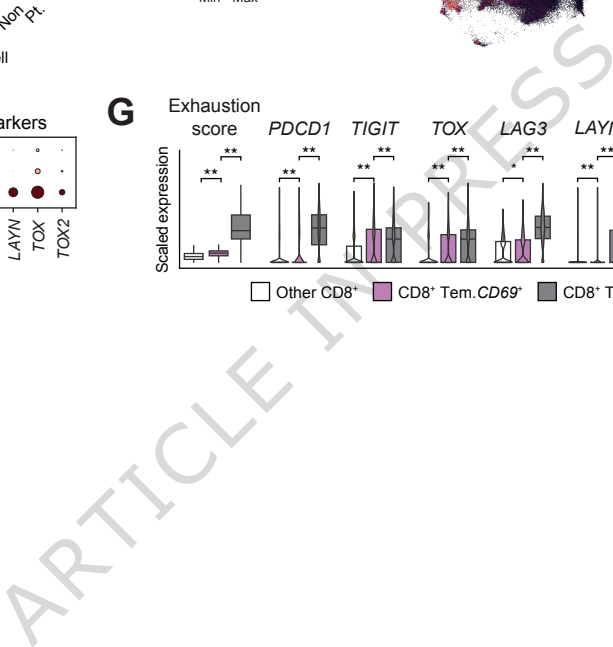 Non
Pt.
Min Max
ll
arkers
LAYN
TOX
TOX2
G
Exhaustion
score
PDCD1
TIGIT
TOX
LAG3
LAYN
Scaled expression
** **
** **
** **
** **
* **
** **
Other CD8⁺
CD8⁺ Tem.CD69⁺
CD8⁺ T
ARTICLE IN PRESS